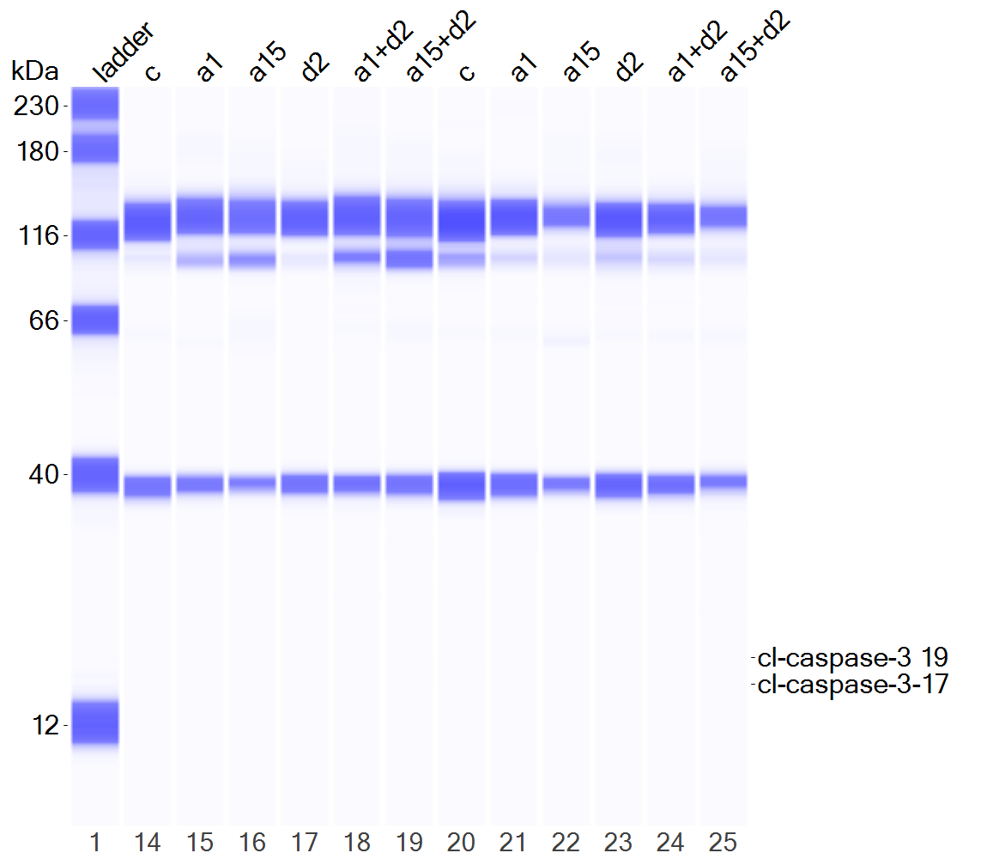 kDa
ladder c a1 a15 d2 a1+d2 a15+d2 c a1 a15 d2 a1+d2 a15+d2
230
180
116
66
40
cl-caspase-3 19
cl-caspase-3-17
12
1 14 15 16 17 18 19 20 21 22 23 24 25